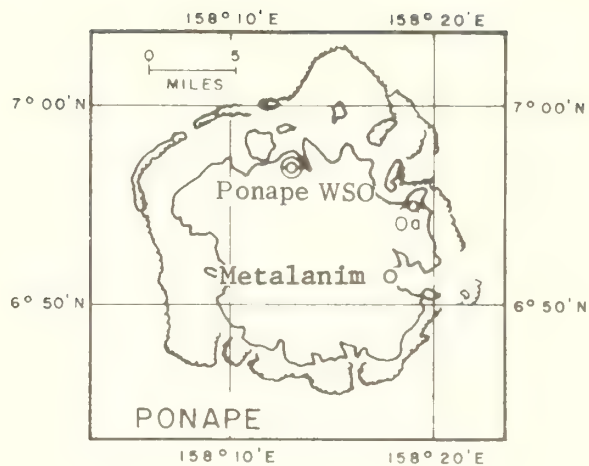 158° 10'E 158° 20'E
0 5
MILES
7° 00'N 7° 00'N
Ponape WSO
Oa
Metalanim
6° 50'N 6° 50'N
PONAPE
158° 10'E 158° 20'E